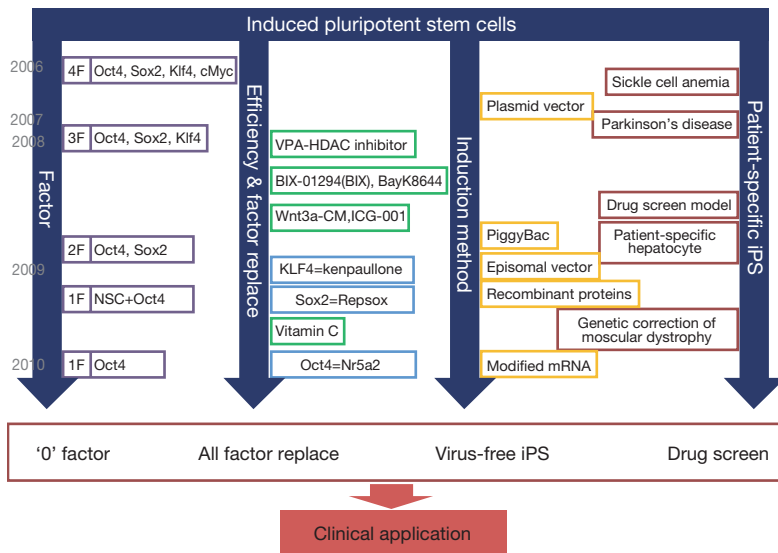 Induced pluripotent stem cells
2006
2007
2008
2009
2010
Factor
4F Oct4, Sox2, Klf4, cMyc
3F Oct4, Sox2, Klf4
2F Oct4, Sox2
1F NSC+Oct4
1F Oct4
Efficiency & factor replace
VPA-HDAC inhibitor
BIX-01294(BIX), BayK8644
Wnt3a-CM,ICG-001
KLF4=kenpaullone
Sox2=Repsox
Vitamin C
Oct4=Nr5a2
Induction method
Plasmid vector
PiggyBac
Episomal vector
Recombinant proteins
Modified mRNA
Patient-specific iPS
Sickle cell anemia
Parkinson's disease
Drug screen model
Patient-specific
hepatocyte
Genetic correction of
moscular dystrophy
‘0’ factor
All factor replace
Virus-free iPS
Drug screen
Clinical application